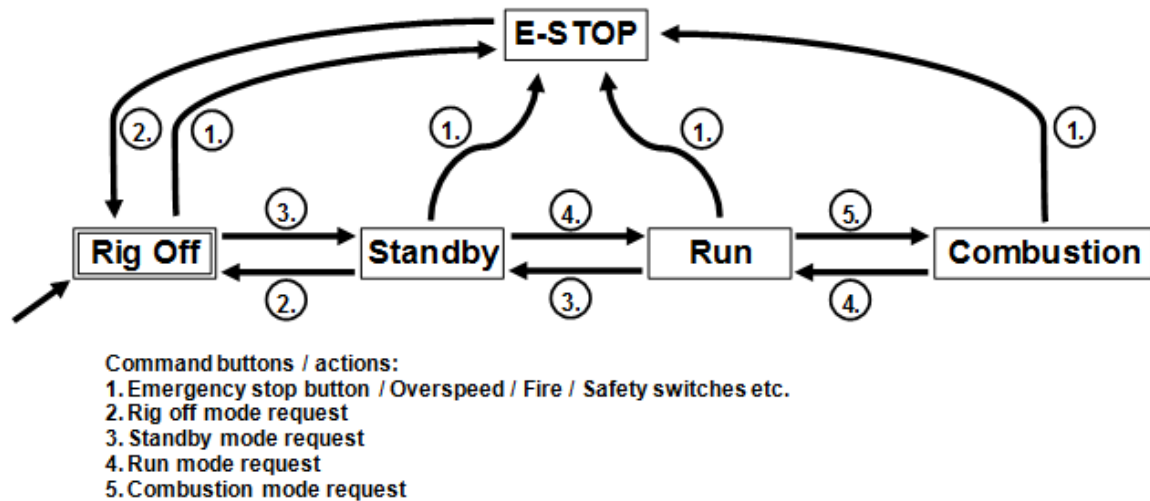 E-STOP
2.
1.
1.
1.
1.
3.
4.
5.
Rig Off
Standby
Run
Combustion
2.
3.
4.
Command buttons / actions:
1. Emergency stop button / Overspeed / Fire / Safety switches etc.
2. Rig off mode request
3. Standby mode request
4. Run mode request
5. Combustion mode request